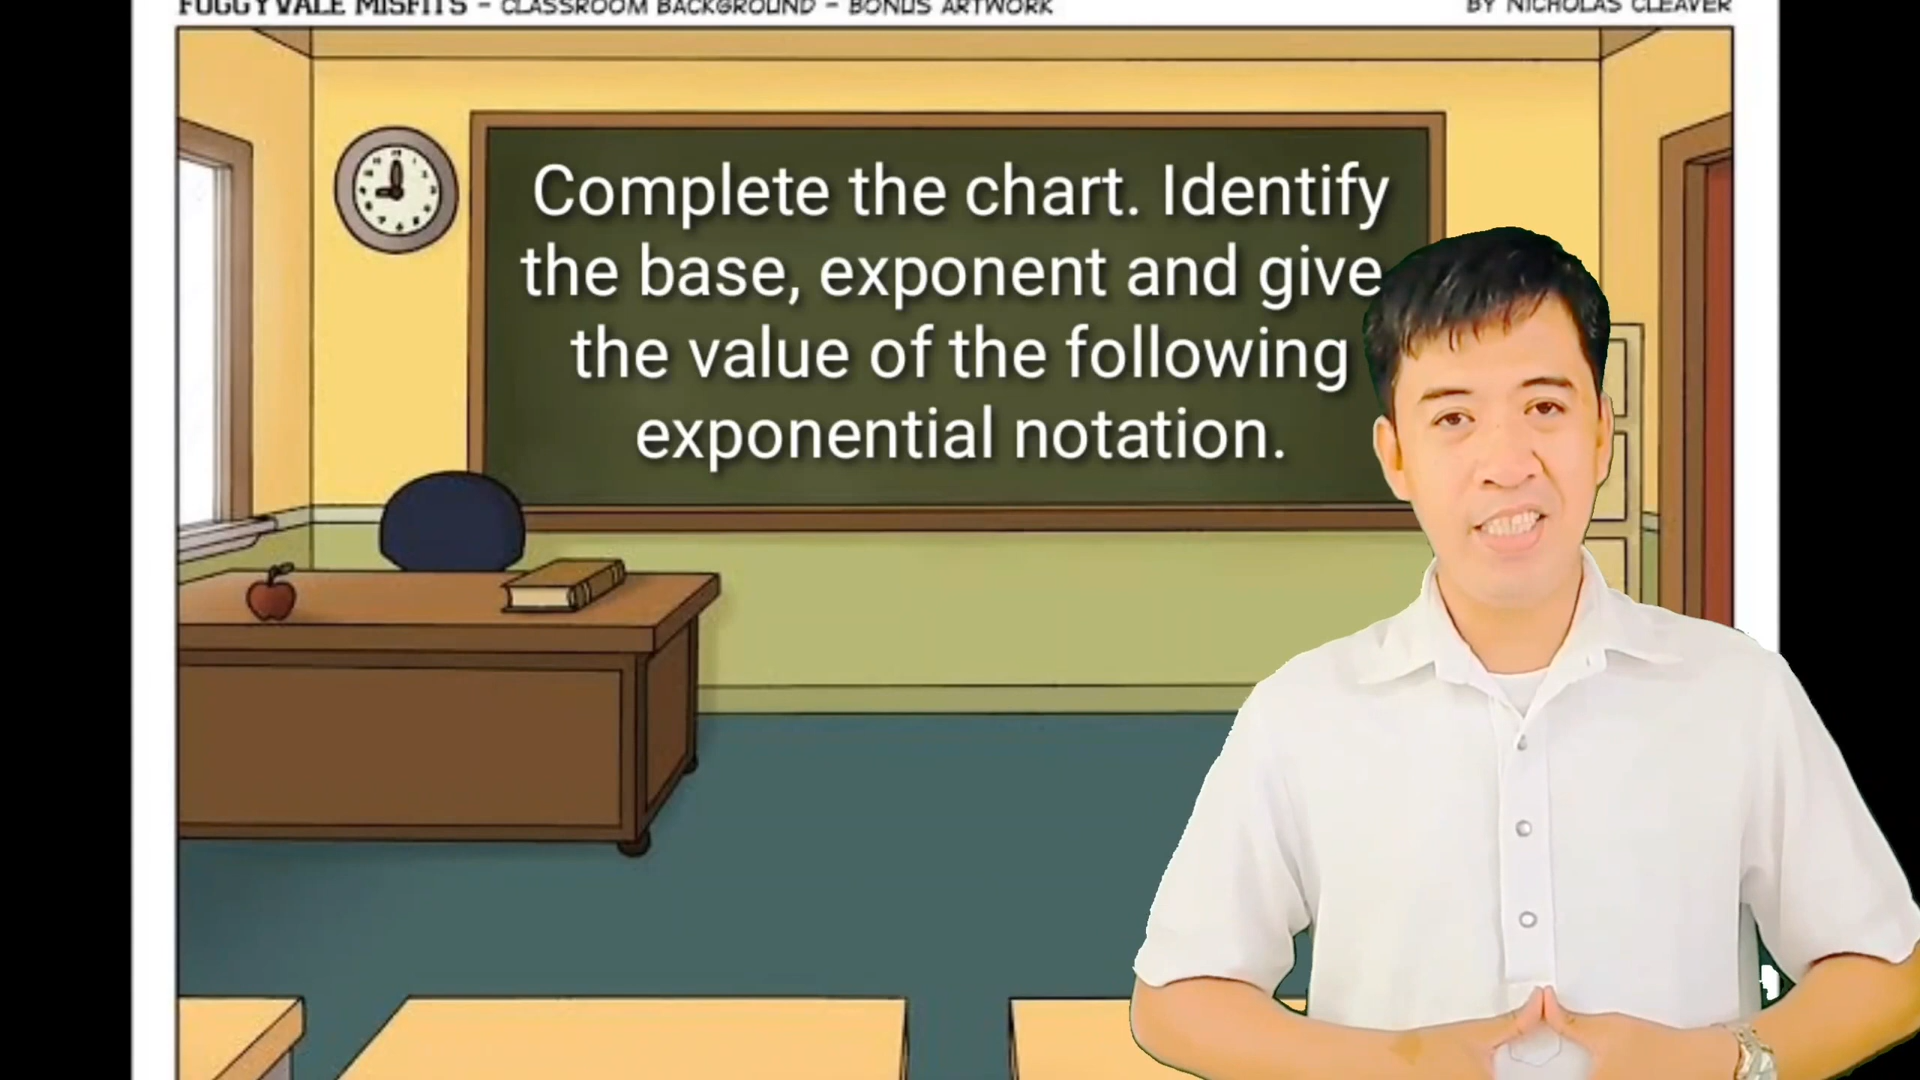 FOGGYVALE MISFITS - CLASSROOM BACKGROUND - BONUS ARTWORK
BY NICHOLAS CLEAVER
Complete the chart. Identify
the base, exponent and give
the value of the following
exponential notation.